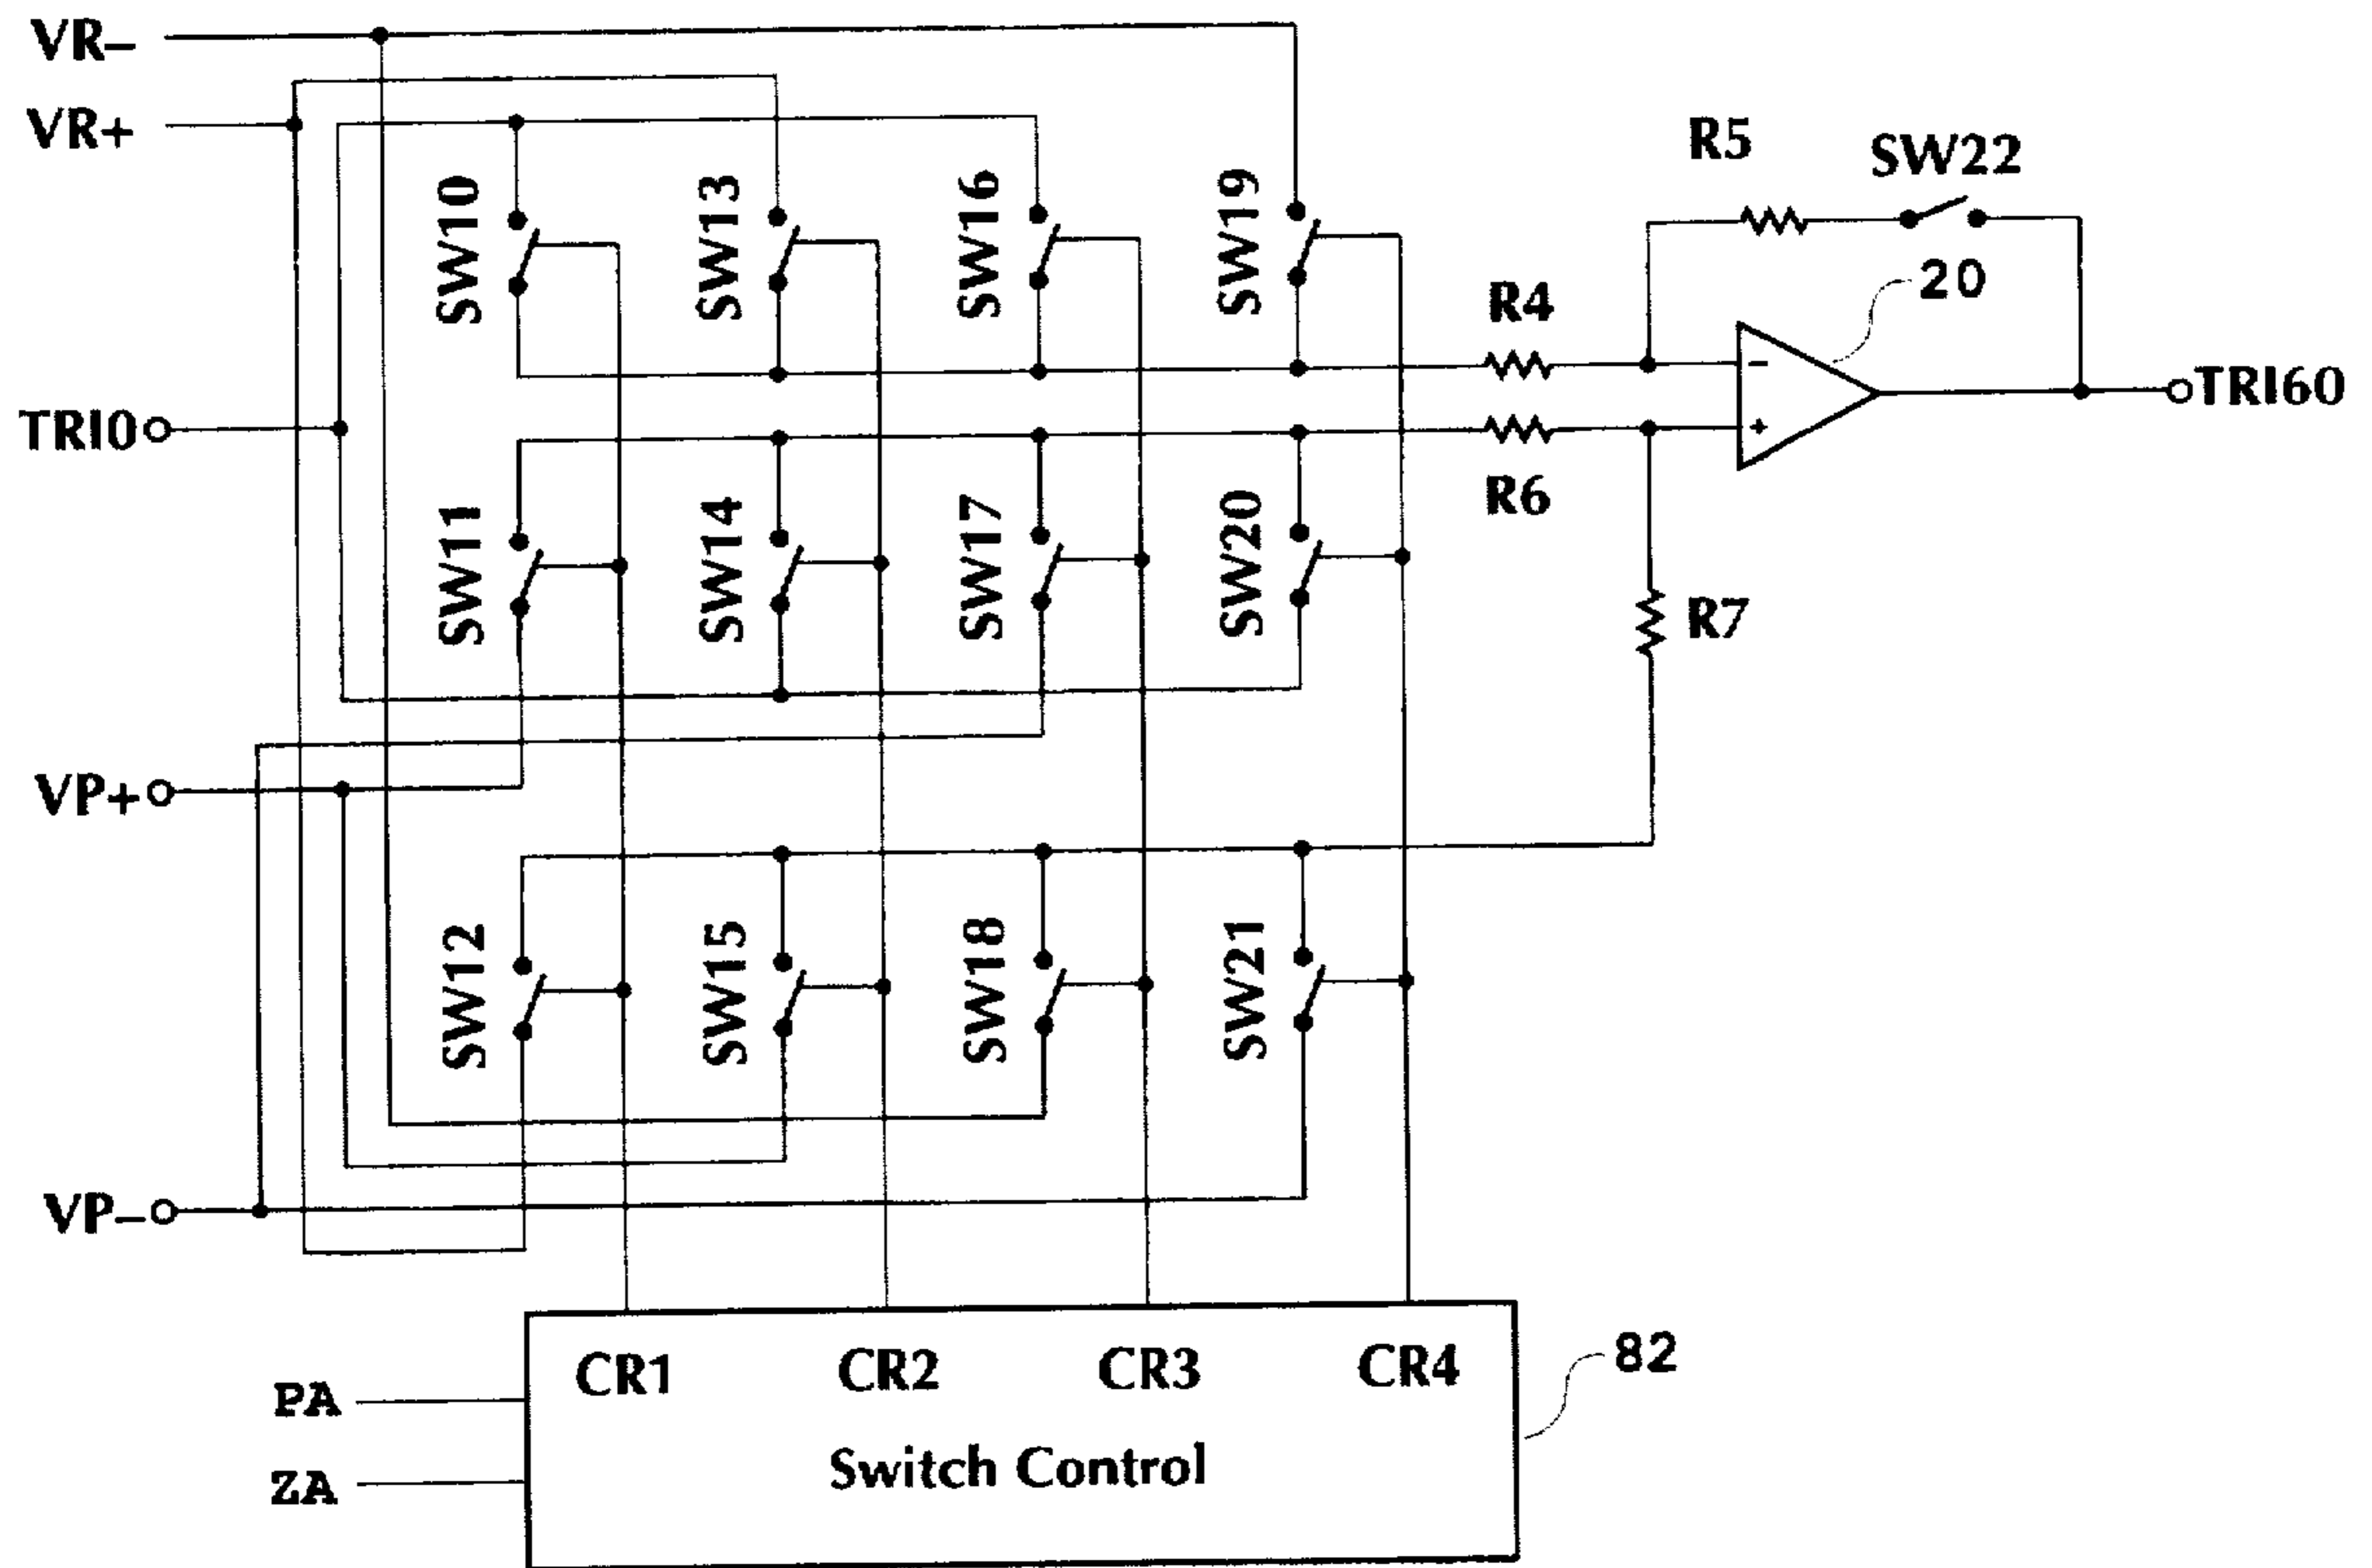 VR–
VR+
R5
SW22
SW10
SW13
SW16
SW19
20
R4
–
TRI60
TRI0
+
R6
SW11
SW14
SW17
SW20
R7
VP+
SW12
SW15
SW18
SW21
VP–
CR1
CR2
CR3
CR4
82
PA
Switch Control
ZA